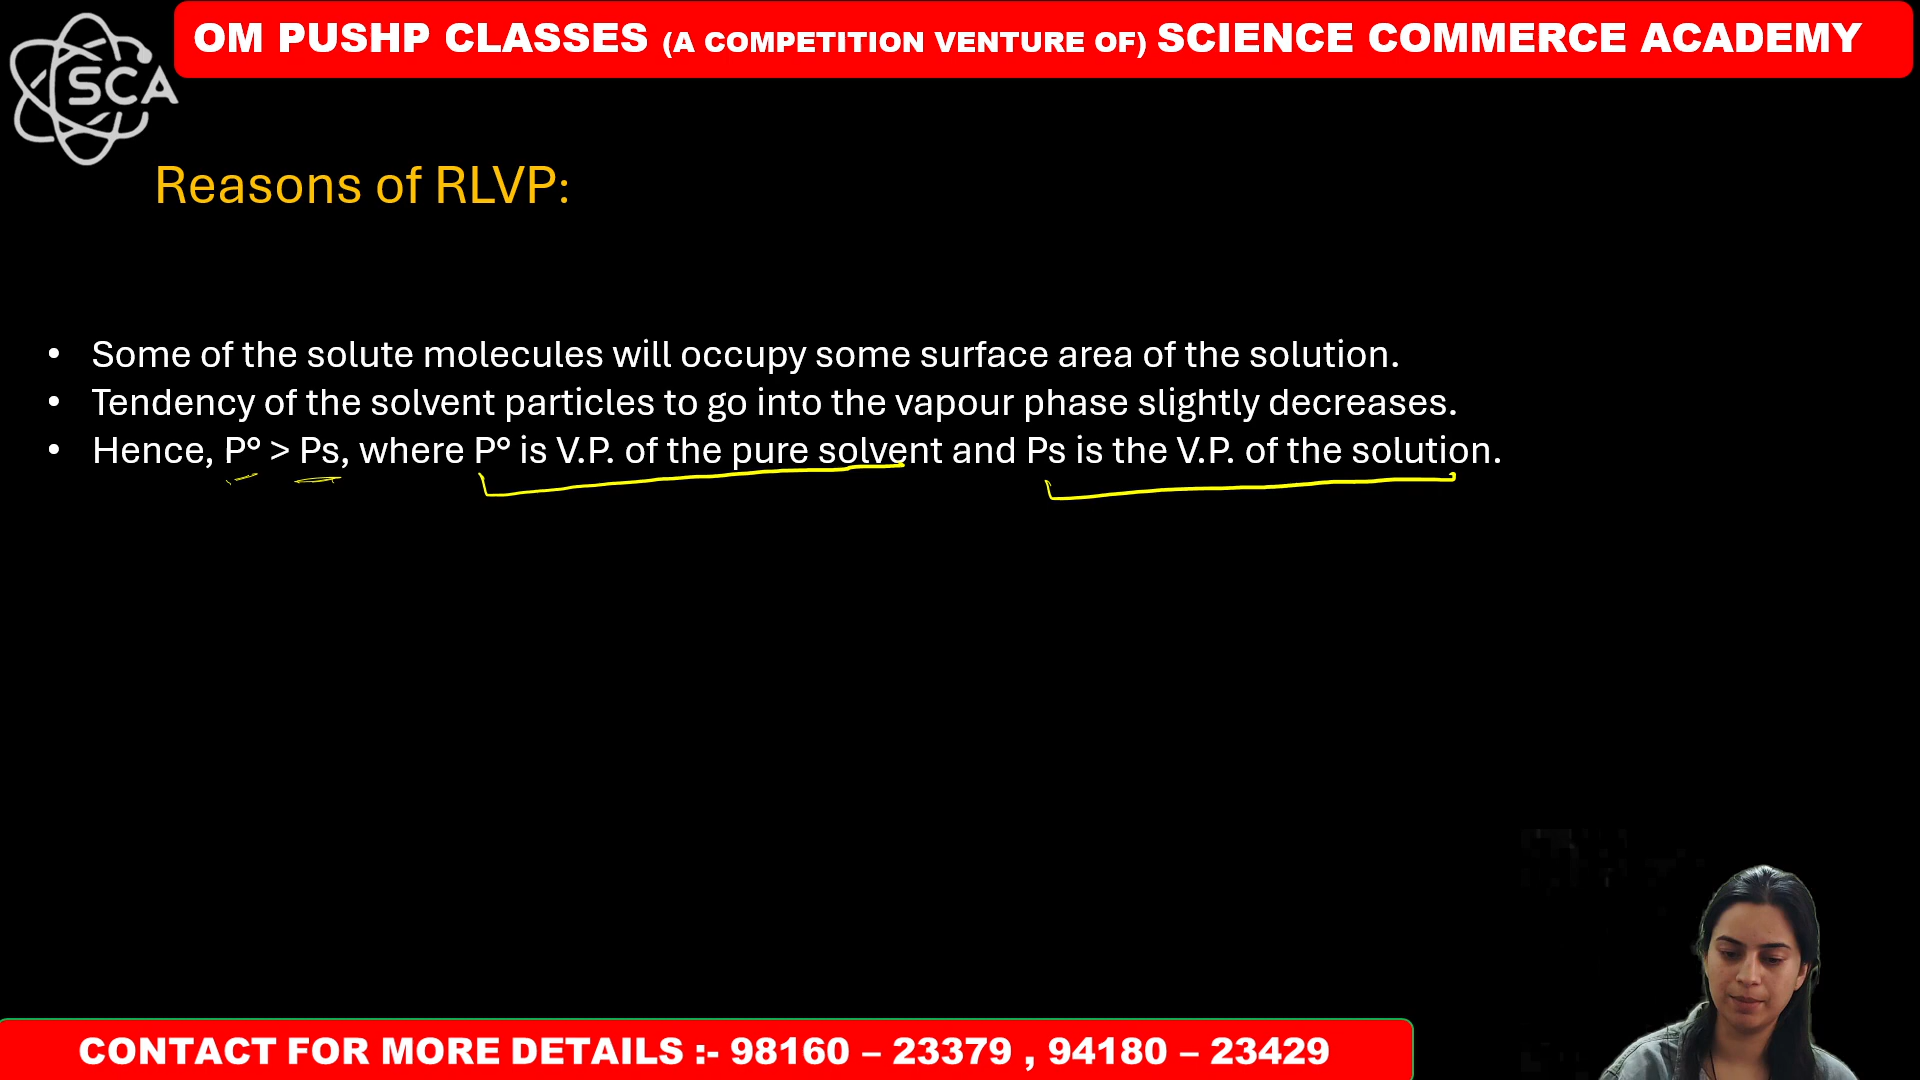 OM PUSHP CLASSES (A COMPETITION VENTURE OF) SCIENCE COMMERCE ACADEMY
SCA
Reasons of RLVP:
• Some of the solute molecules will occupy some surface area of the solution.
• Tendency of the solvent particles to go into the vapour phase slightly decreases.
• Hence, P° > Ps, where P° is V.P. of the pure solvent and Ps is the V.P. of the solution.
CONTACT FOR MORE DETAILS :- 98160 – 23379 , 94180 – 23429